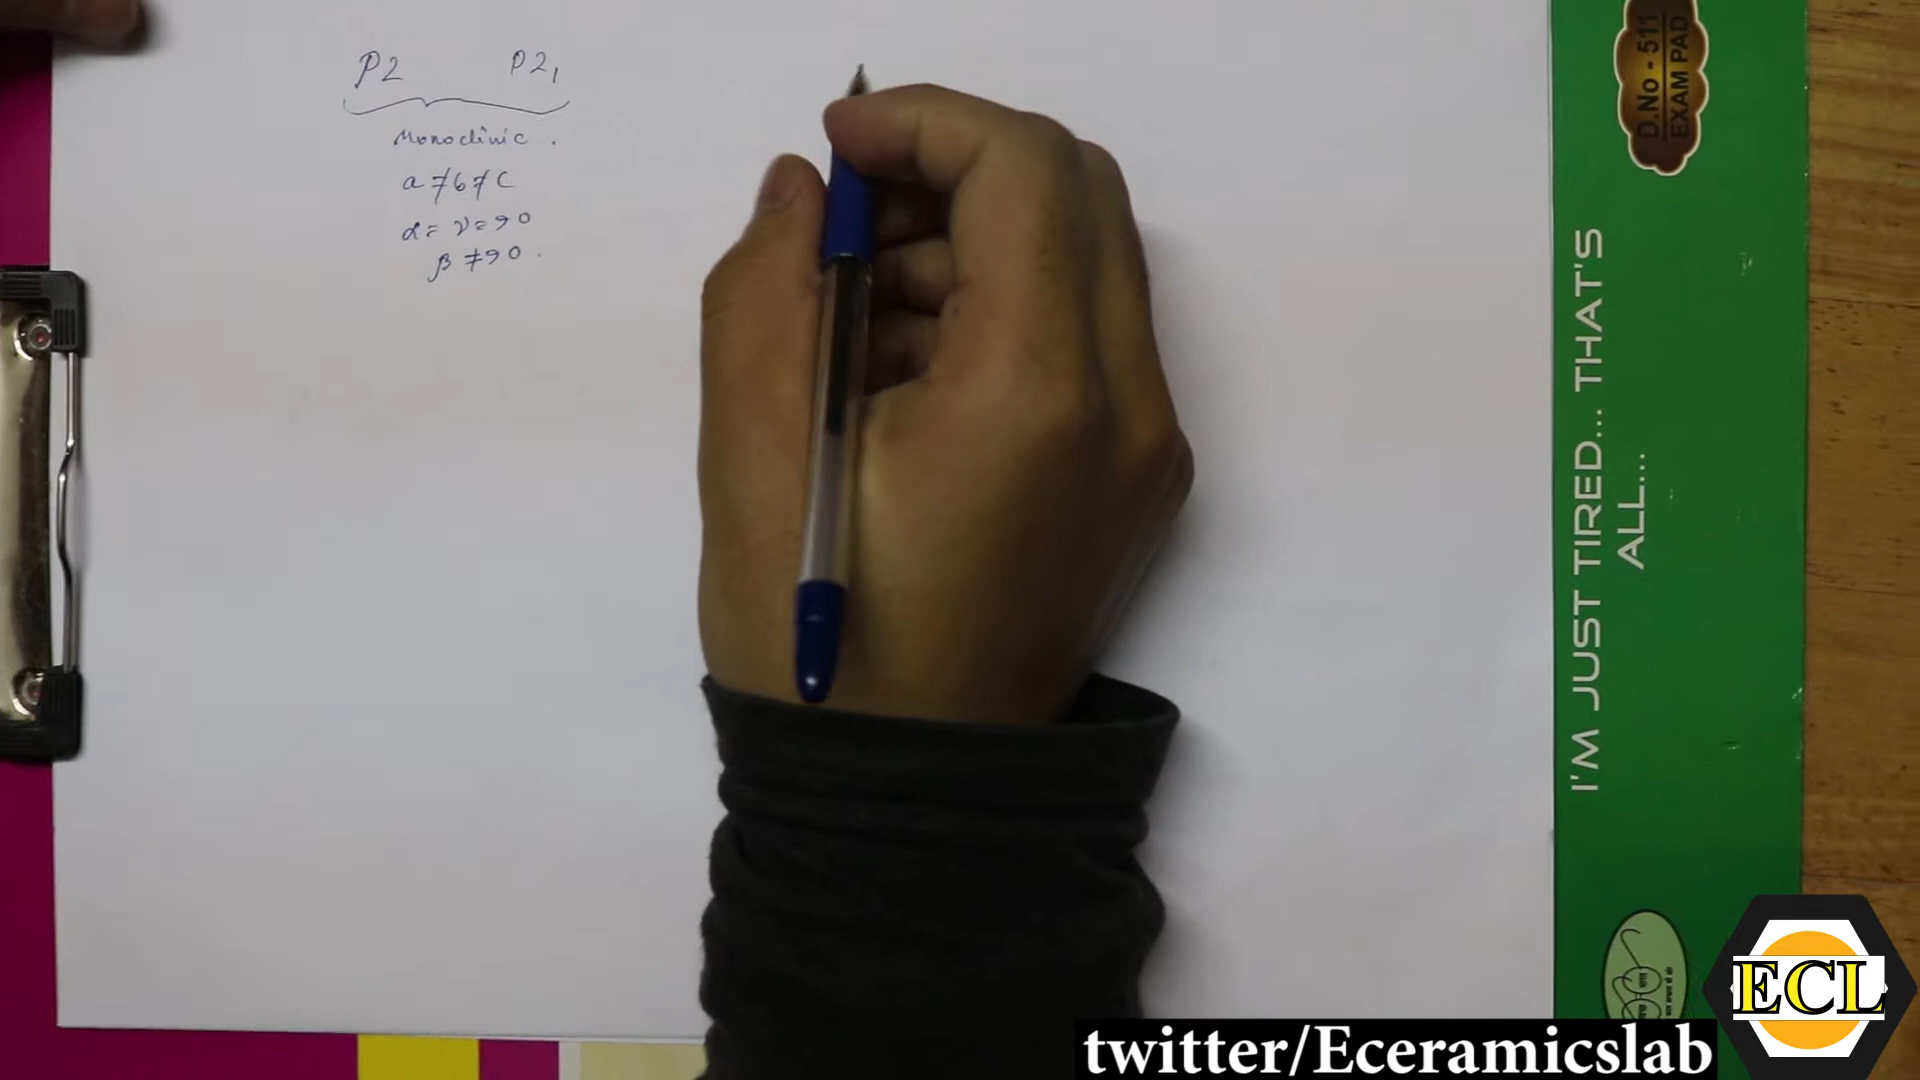 P2 P2₁
Monoclinic.
a ≠ b ≠ c
α = γ = 90
β ≠ 90.
D.No - 511
EXAM PAD
I'M JUST TIRED... THAT'S
ALL...
ECL
twitter/Eceramicslab